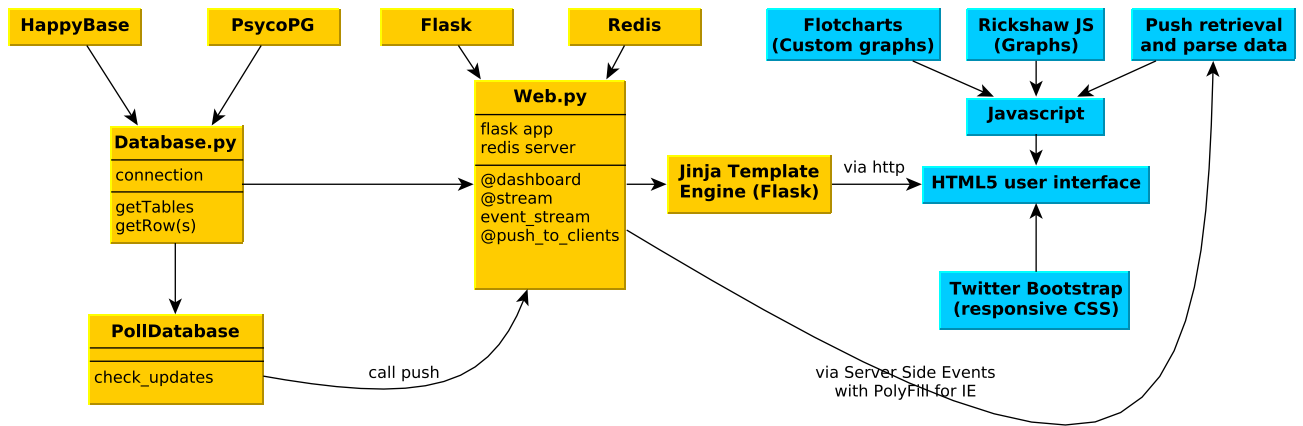 HappyBase
PsycoPG
Flask
Redis
Flotcharts
(Custom graphs)
Rickshaw JS
(Graphs)
Push retrieval
and parse data
Database.py
connection
getTables
getRow(s)
Web.py
flask app
redis server
@dashboard
@stream
event_stream
@push_to_clients
Jinja Template
Engine (Flask)
via http
Javascript
HTML5 user interface
Twitter Bootstrap
(responsive CSS)
PollDatabase
check_updates
call push
via Server Side Events
with PolyFill for IE